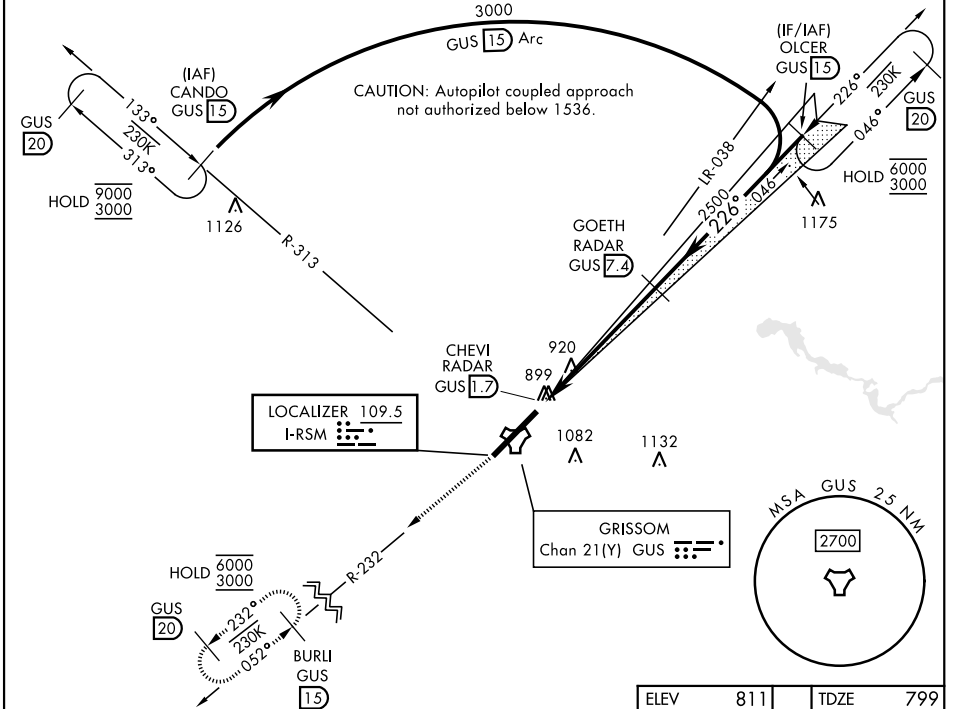 3000
GUS 15 Arc
(IAF)
CANDO
GUS 15
CAUTION: Autopilot coupled approach
not authorized below 1536.
(IF/IAF)
OLCER
GUS 15
226°
230K
046°
GUS
20
HOLD 6000
3000
GUS
20
133°
230K
313°
HOLD 9000
3000
1126
R-313
LR-038
2500
226°
046
1175
GOETH
RADAR
GUS 7.4
CHEVI
RADAR
GUS 1.7
920
899
LOCALIZER 109.5
I-RSM
1082
1132
GRISSOM
Chan 21(Y) GUS
MSA GUS 25 NM
2700
R-232
HOLD 6000
3000
GUS
20
232°
230K
052°
BURLI
GUS
15
ELEV 811
TDZE 799